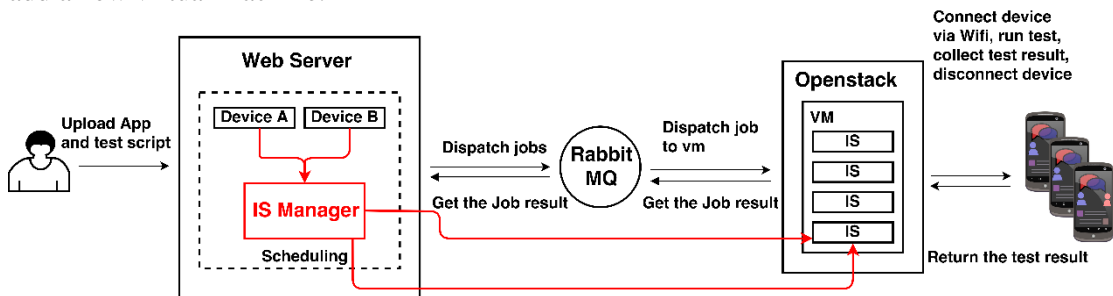 Connect device
via Wifi, run test,
collect test result,
disconnect device
Web Server
Openstack
Device A
Device B
VM
Upload App
and test script
IS
IS
IS
IS
Dispatch jobs
Rabbit
MQ
Dispatch job
to vm
Get the Job result
Get the Job result
IS Manager
Scheduling
Return the test result